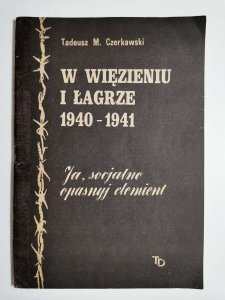 Tadeusz M. Czerkawski
W WIĘZIENIU
I ŁAGRZE
1940-1941
Ja, socjalno
opasnyj element
TD